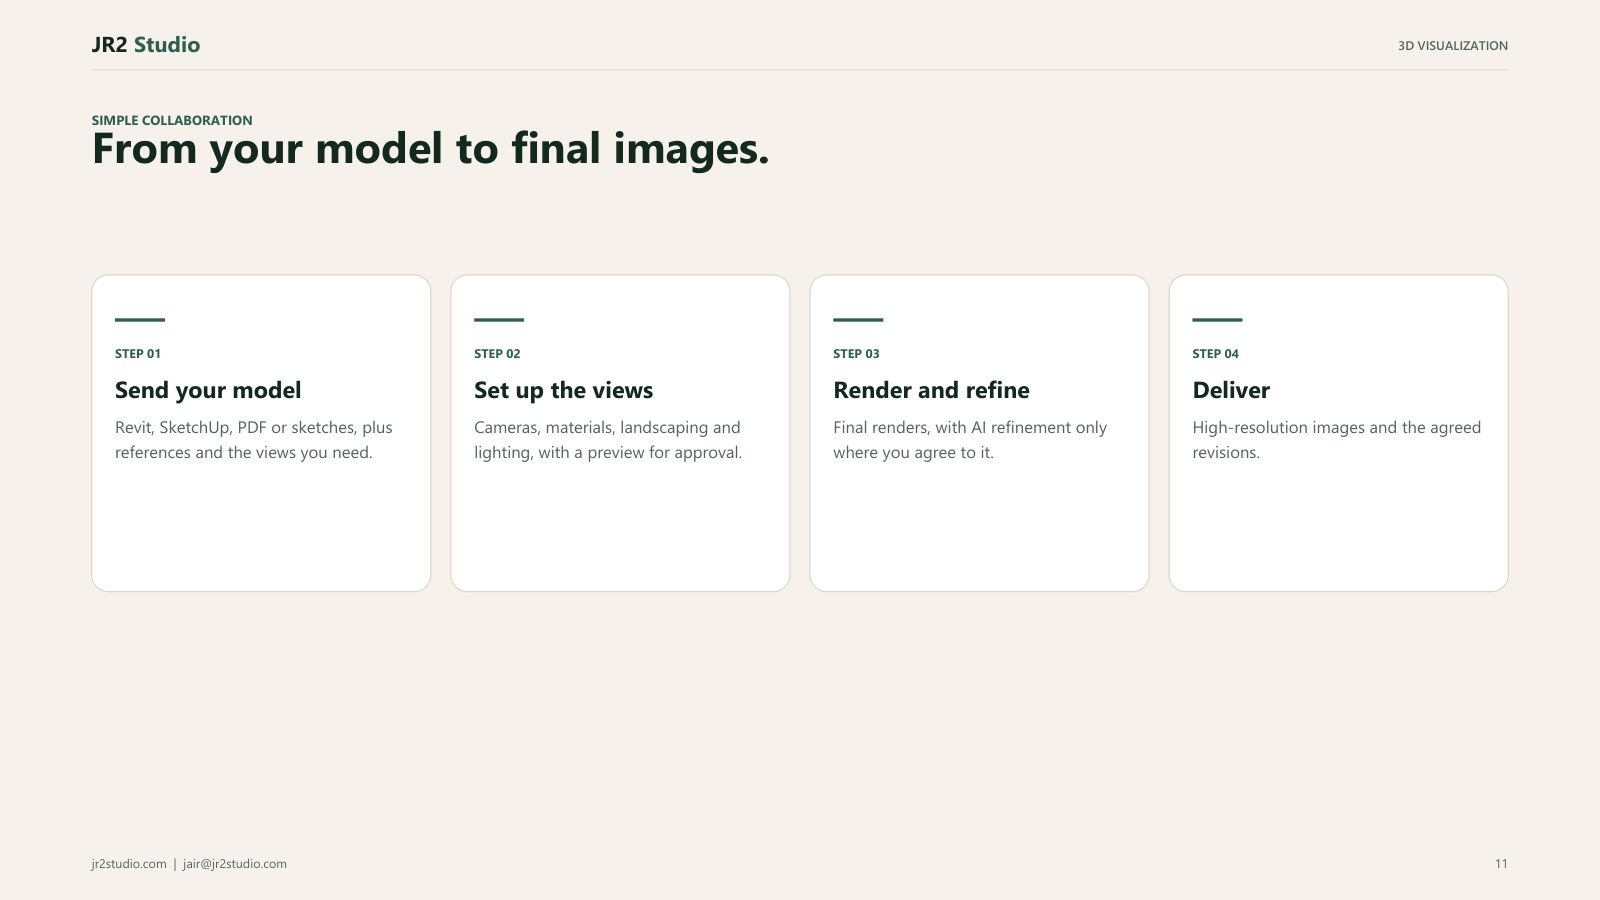 JR2 Studio
3D VISUALIZATION
SIMPLE COLLABORATION
From your model to final images.
STEP 01
Send your model
Revit, SketchUp, PDF or sketches, plus
references and the views you need.
STEP 02
Set up the views
Cameras, materials, landscaping and
lighting, with a preview for approval.
STEP 03
Render and refine
Final renders, with AI refinement only
where you agree to it.
STEP 04
Deliver
High-resolution images and the agreed
revisions.
jr2studio.com | jair@jr2studio.com
11